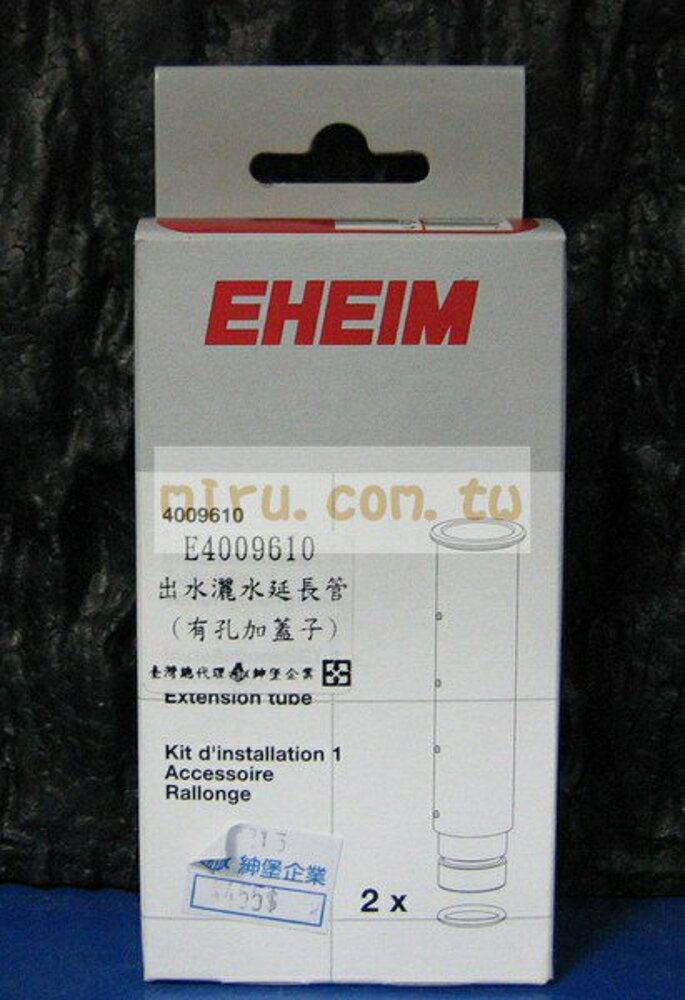 EHEIM
miru.com.tw
4009610
E4009610
出水灑水延長管
（有孔加蓋子）
臺灣總代理 紳堡企業
Extension tube
Kit d'installation 1
Accessoire
Rallonge
313
紳堡企業
2 x